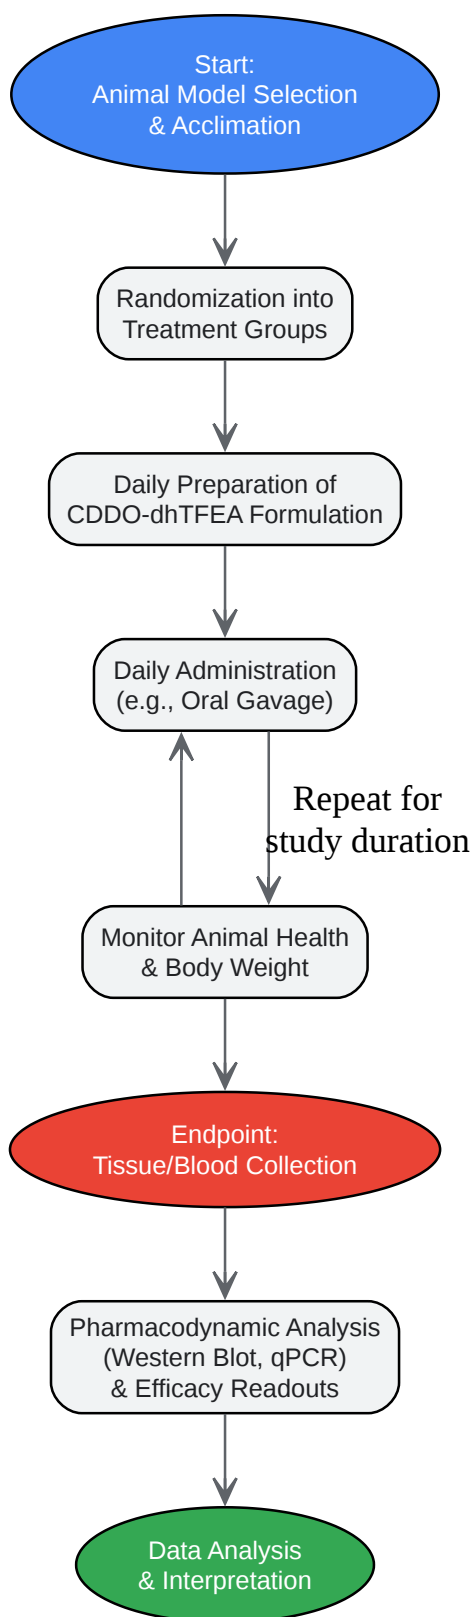 Start:
Animal Model Selection
& Acclimation
Randomization into
Treatment Groups
Daily Preparation of
CDDO-dhTFEA Formulation
Daily Administration
(e.g., Oral Gavage)
Repeat for
study duration
Monitor Animal Health
& Body Weight
Endpoint:
Tissue/Blood Collection
Pharmacodynamic Analysis
(Western Blot, qPCR)
& Efficacy Readouts
Data Analysis
& Interpretation